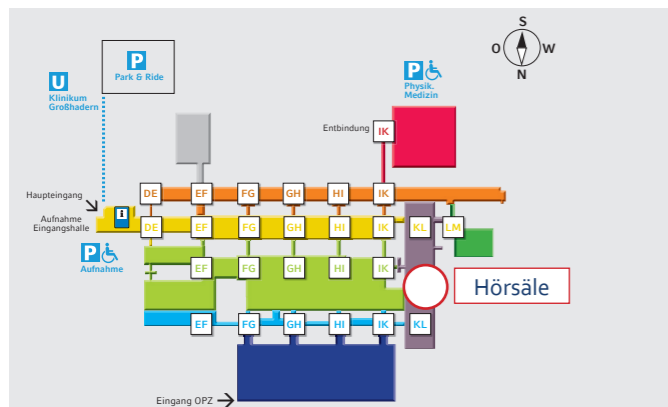 S
O
W
N
P
Park & Ride
U
Klinikum
Großhadern
P
Physik.
Medizin
Entbindung
IK
Haupteingang
DE
EF
FG
GH
HI
IK
Aufnahme
Eingangshalle
i
DE
EF
FG
GH
HI
IK
KL
LM
P
Aufnahme
EF
FG
GH
HI
IK
Hörsäle
EF
FG
GH
HI
IK
KL
Eingang OPZ